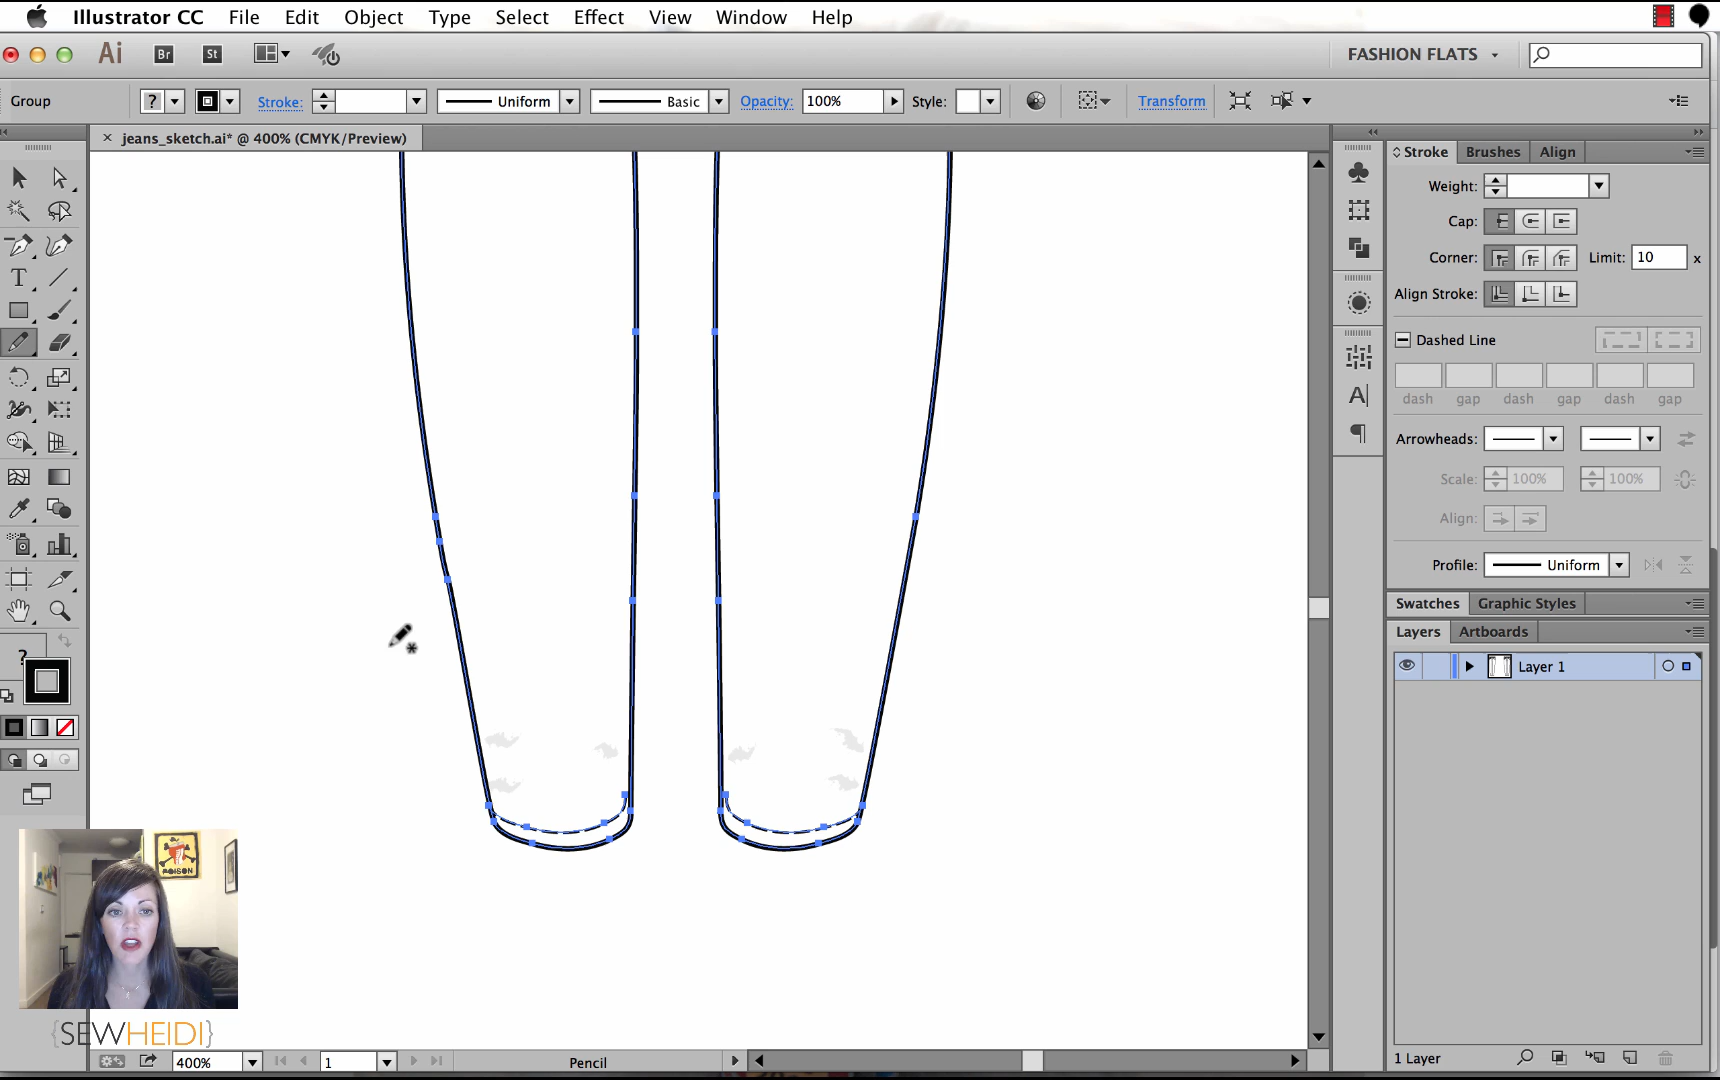 Illustrator CC File Edit Object Type Select Effect View Window Help
Ai Br St FASHION FLATS
Group ? Stroke: Uniform Basic Opacity: 100% Style: Transform
× jeans_sketch.ai* @ 400% (CMYK/Preview)
Stroke Brushes Align
Weight:
Cap:
Corner: Limit: 10 x
Align Stroke:
Dashed Line
dash gap dash gap dash gap
Arrowheads:
Scale: 100% 100%
Align:
Profile: Uniform
Swatches Graphic Styles
Layers Artboards
Layer 1
?
POISON
{SEWHEIDI}
400% 1 Pencil
1 Layer